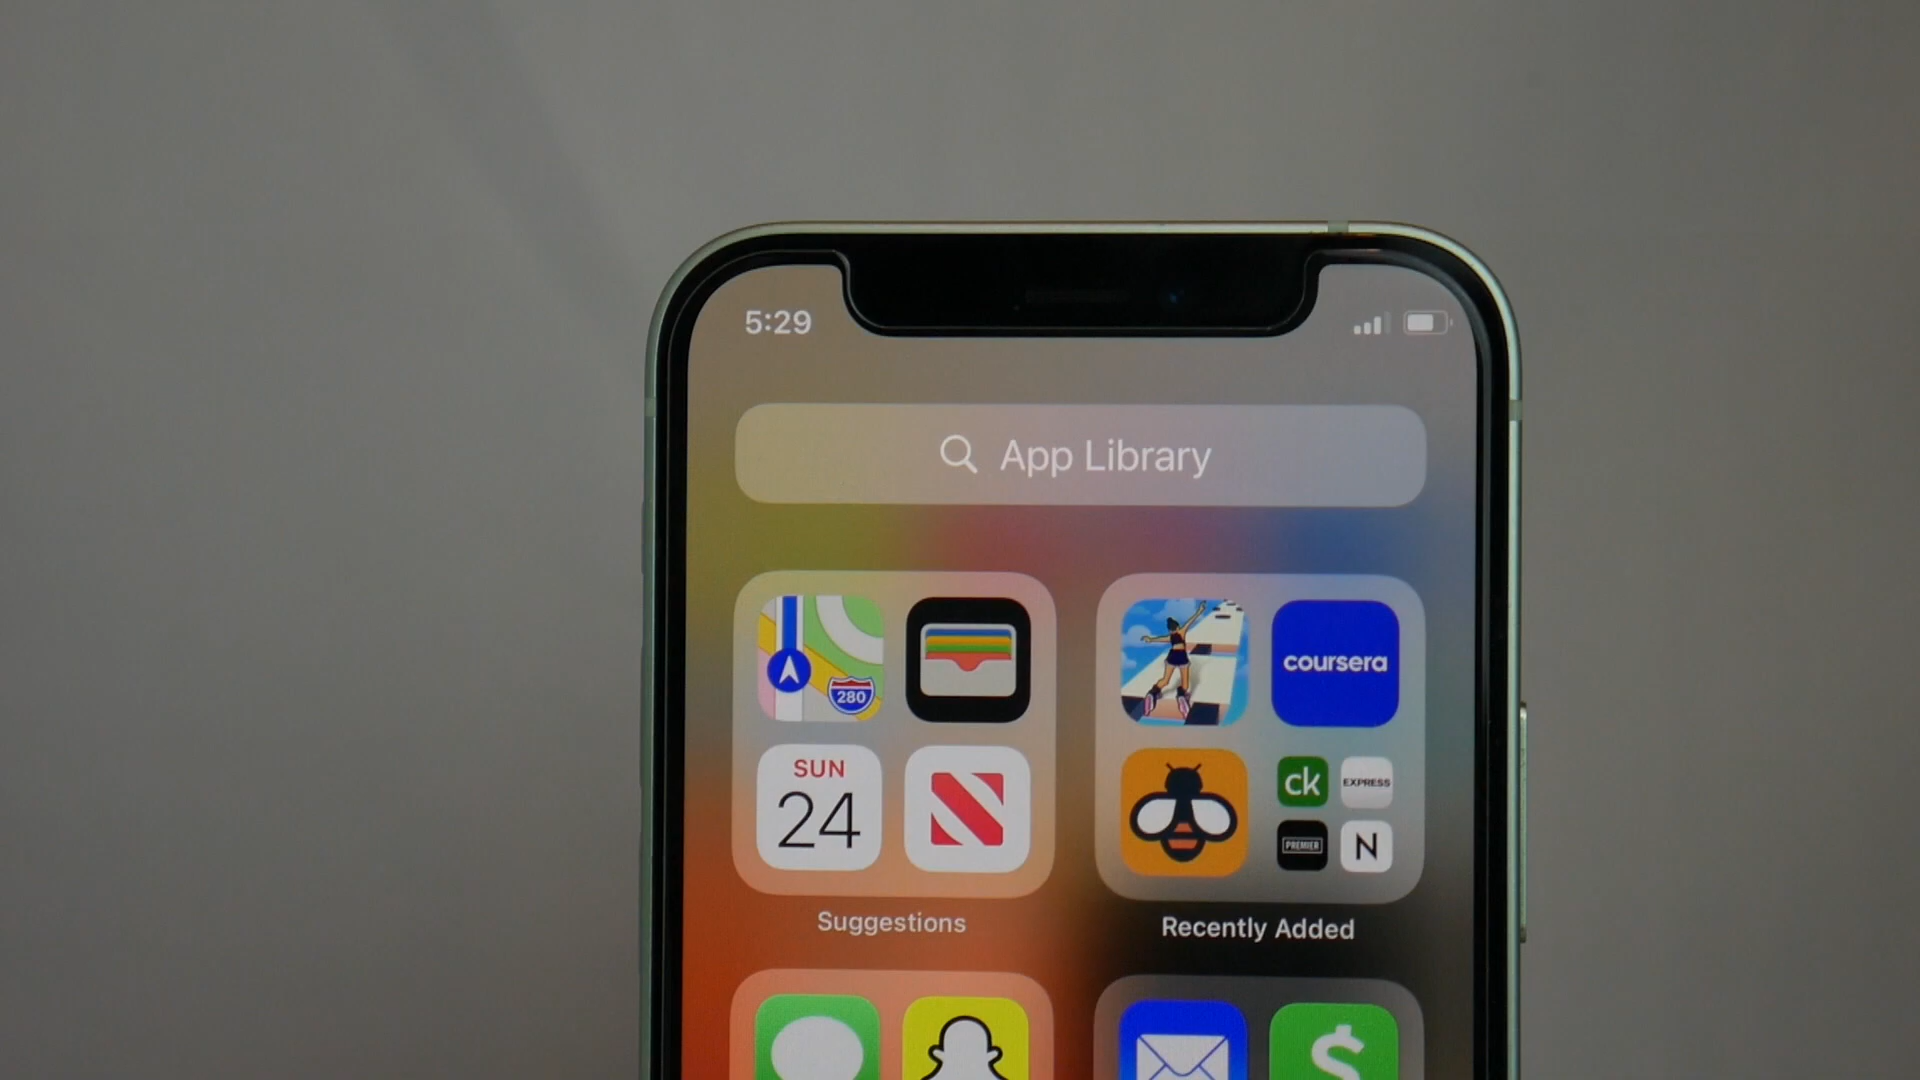 5:29
App Library
280
coursera
SUN
24
ck
EXPRESS
PREMIER
N
Suggestions
Recently Added
$